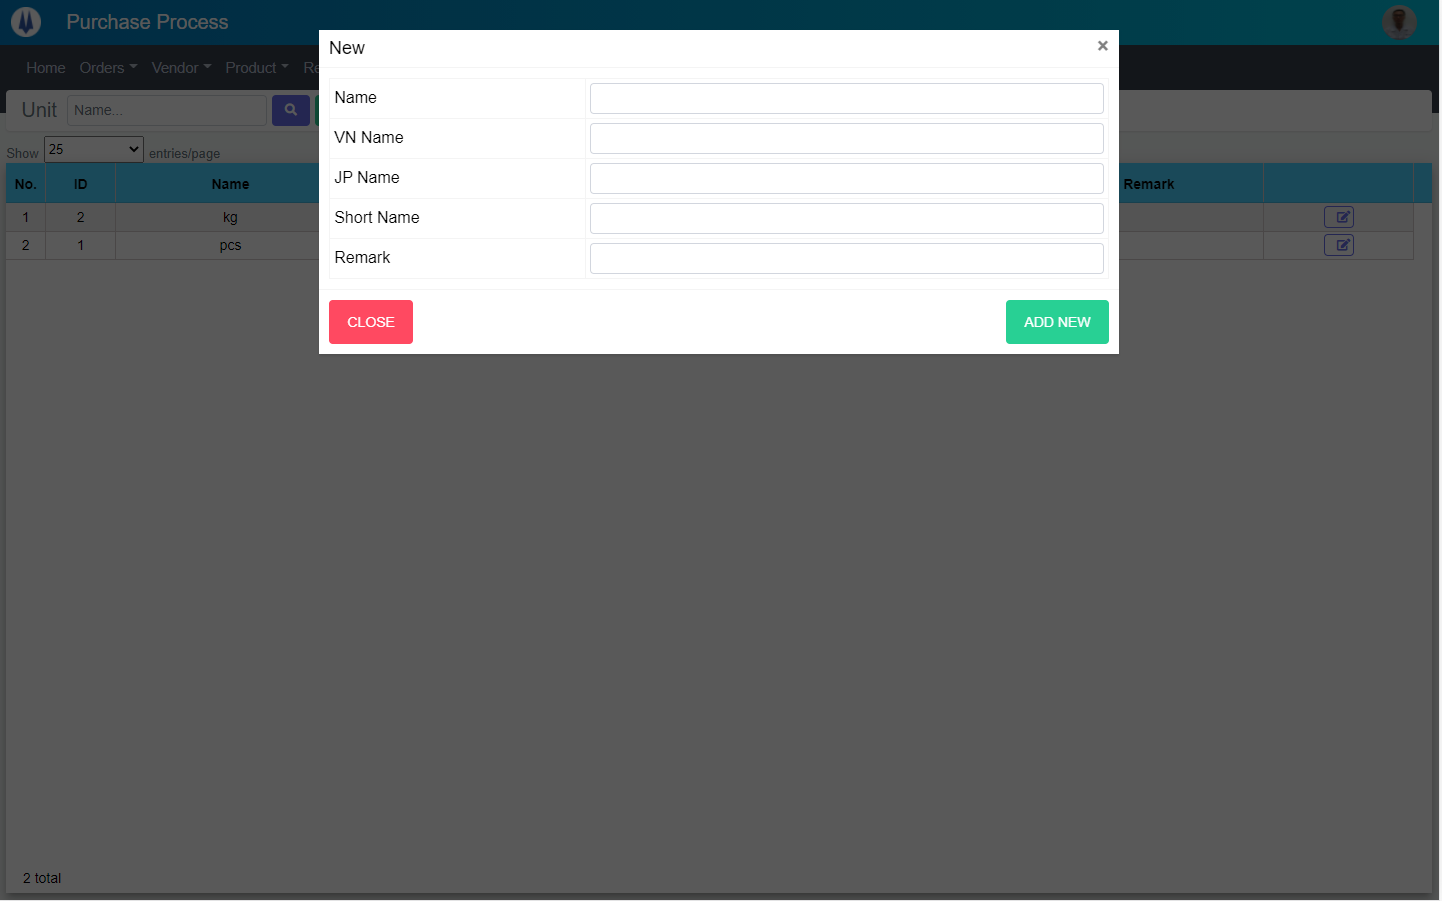 Purchase Process
New ×
Home Orders Vendor Product Re
Name
Unit Name...
VN Name
Show 25 entries/page
JP Name
No. ID Name Remark
Short Name
1 2 kg
2 1 pcs
Remark
CLOSE ADD NEW
2 total